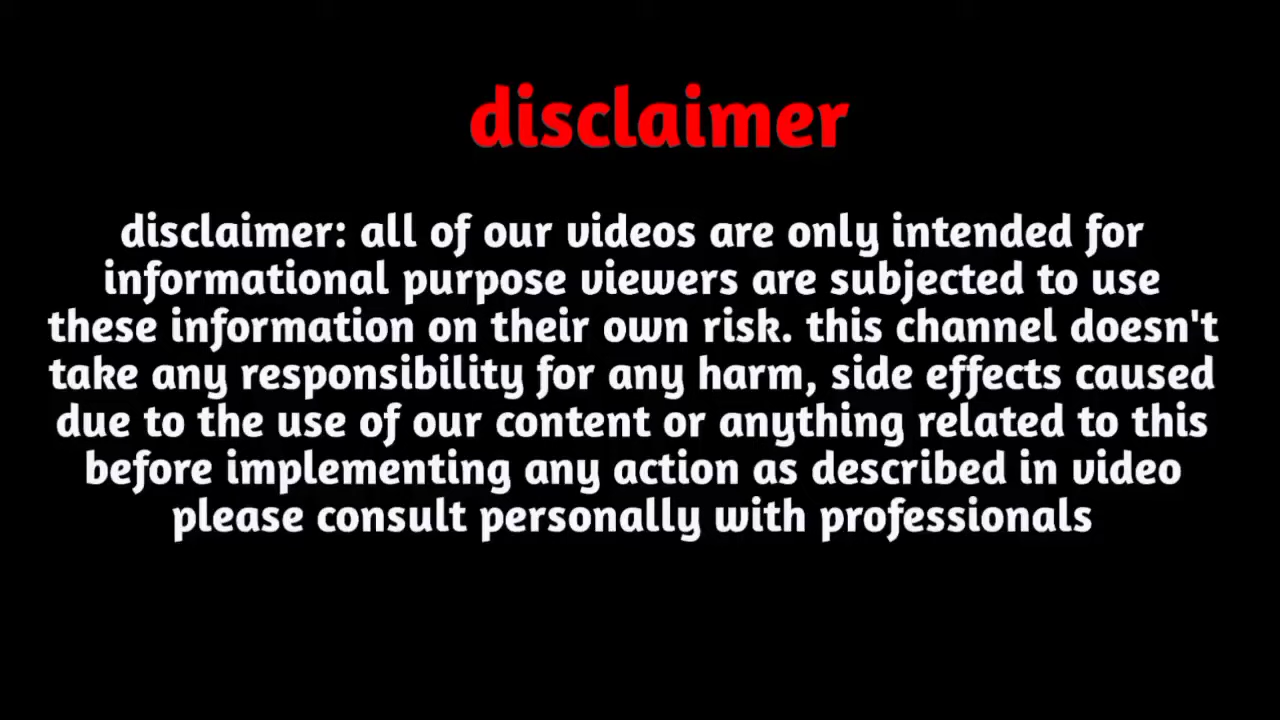 disclaimer
disclaimer: all of our videos are only intended for
informational purpose viewers are subjected to use
these information on their own risk. this channel doesn't
take any responsibility for any harm, side effects caused
due to the use of our content or anything related to this
before implementing any action as described in video
please consult personally with professionals